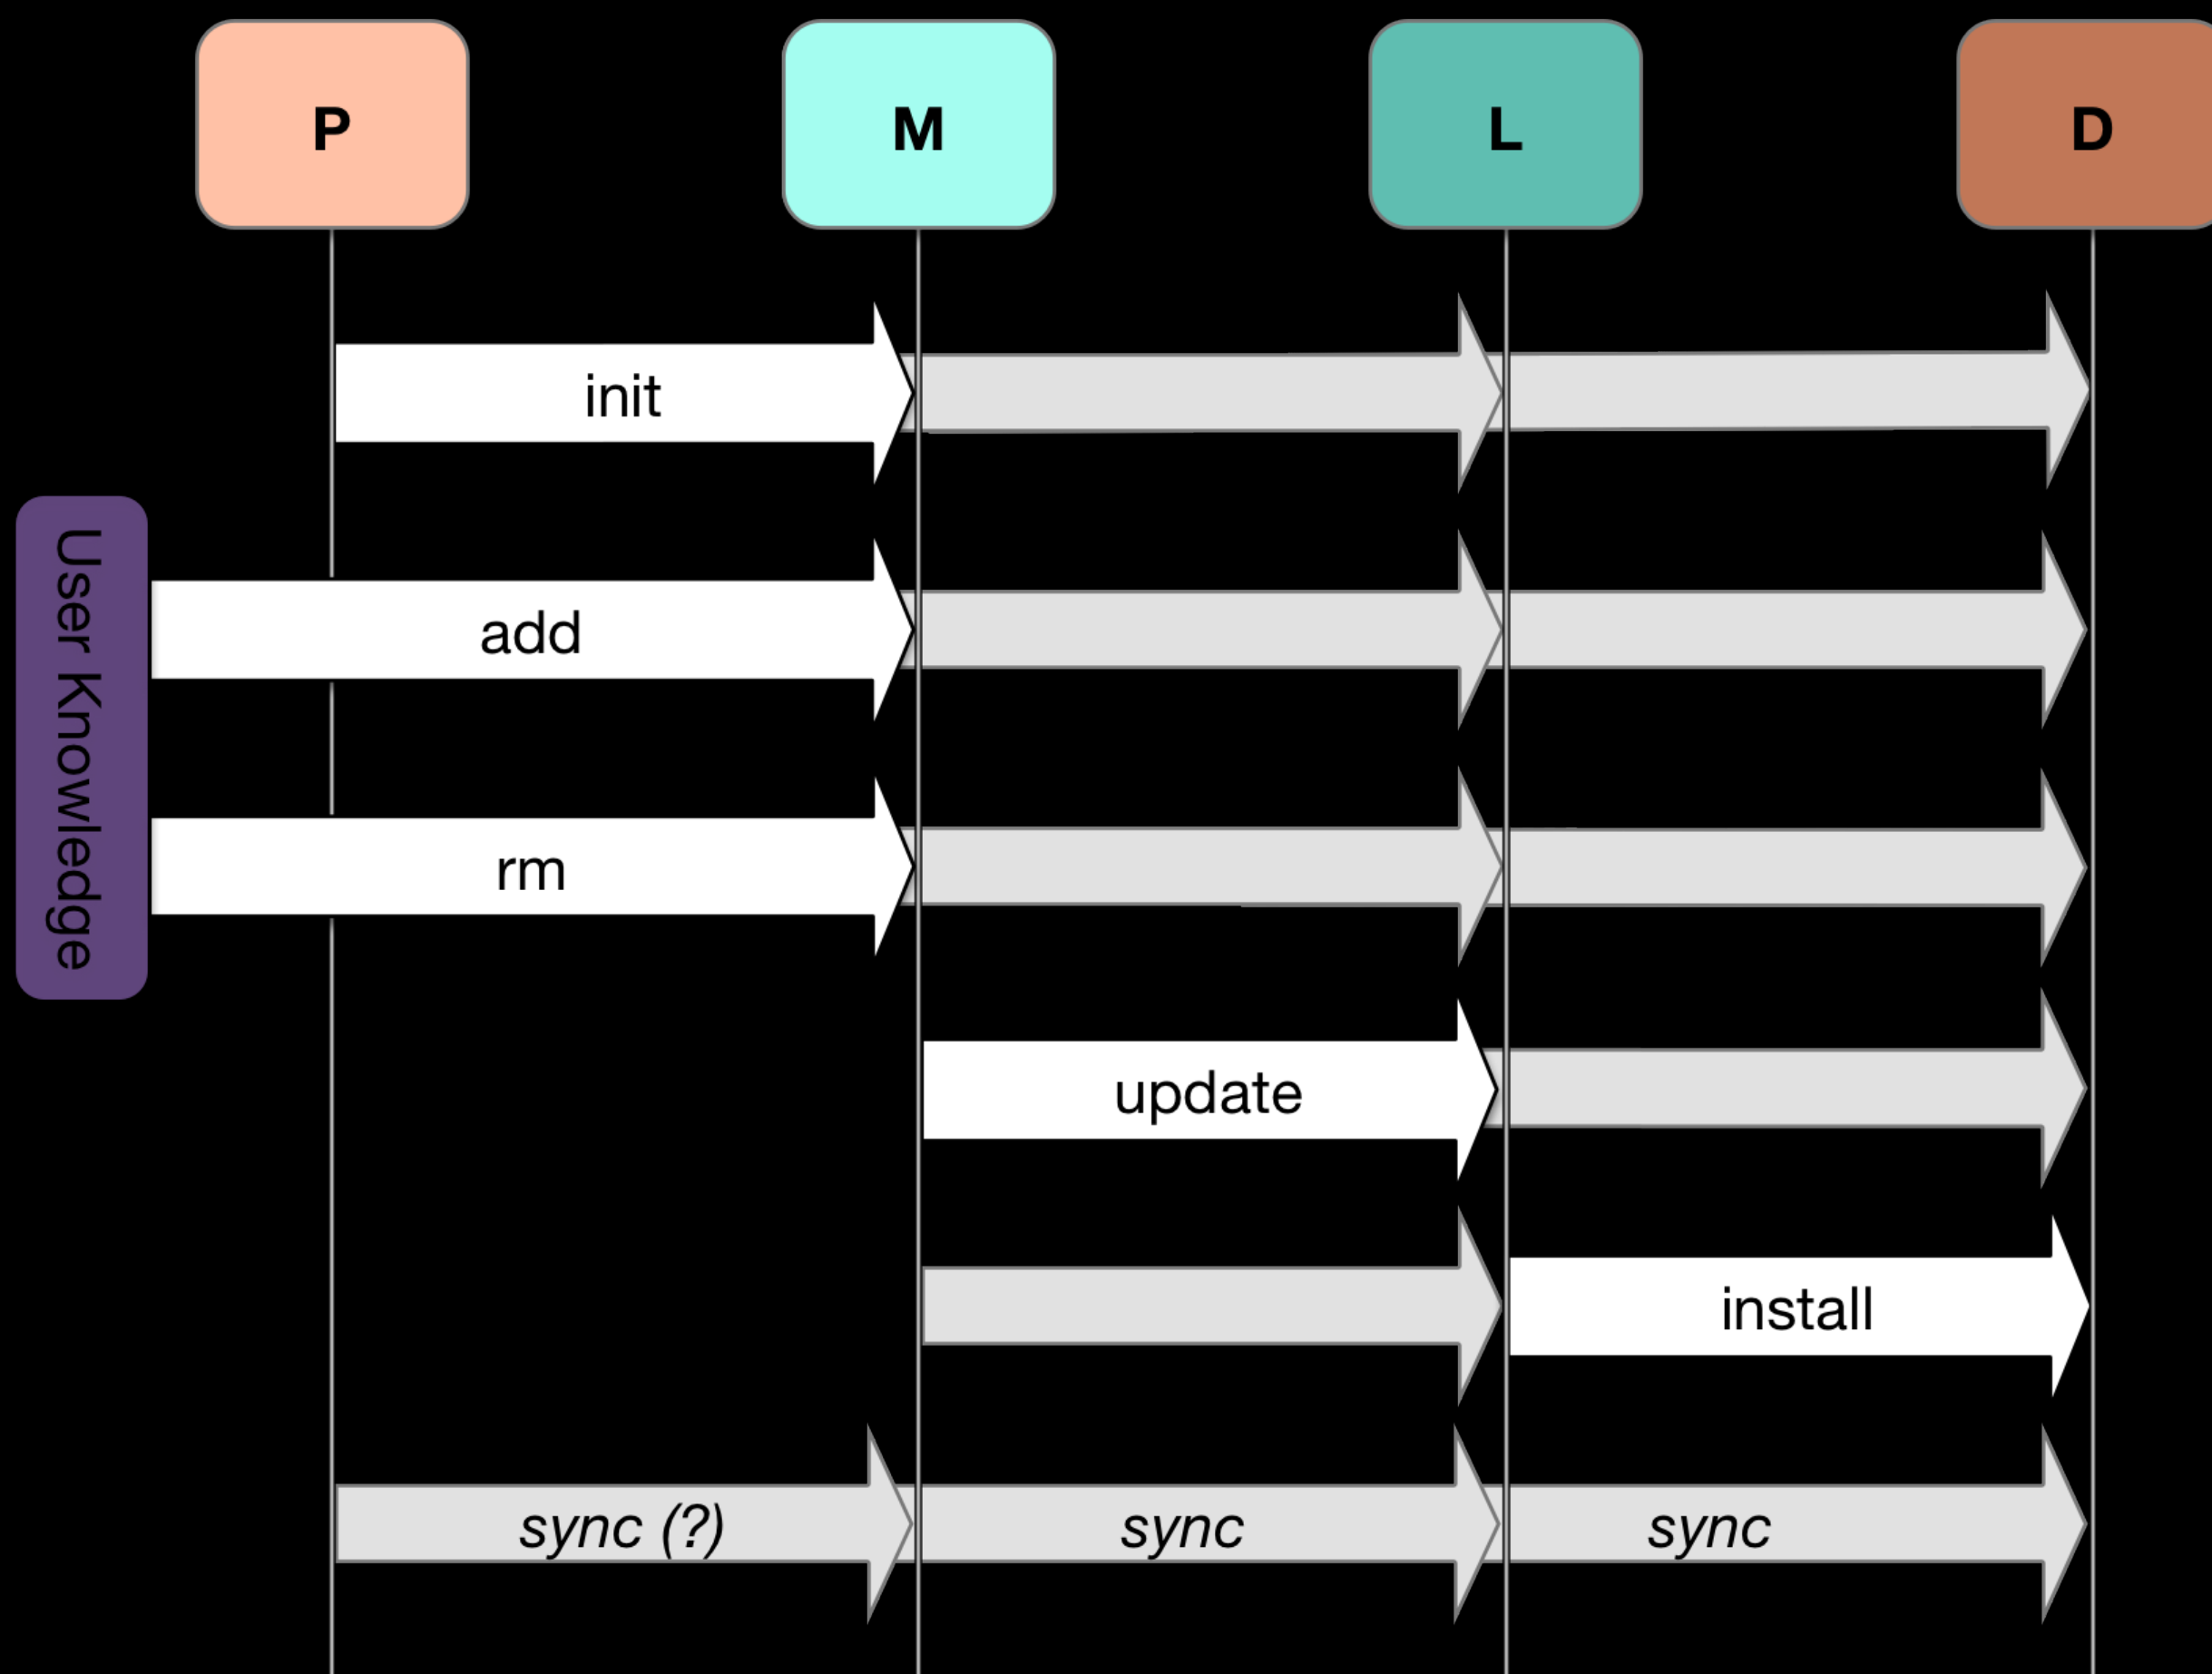 P
M
L
D
init
User Knowledge
add
rm
update
install
sync (?)
sync
sync